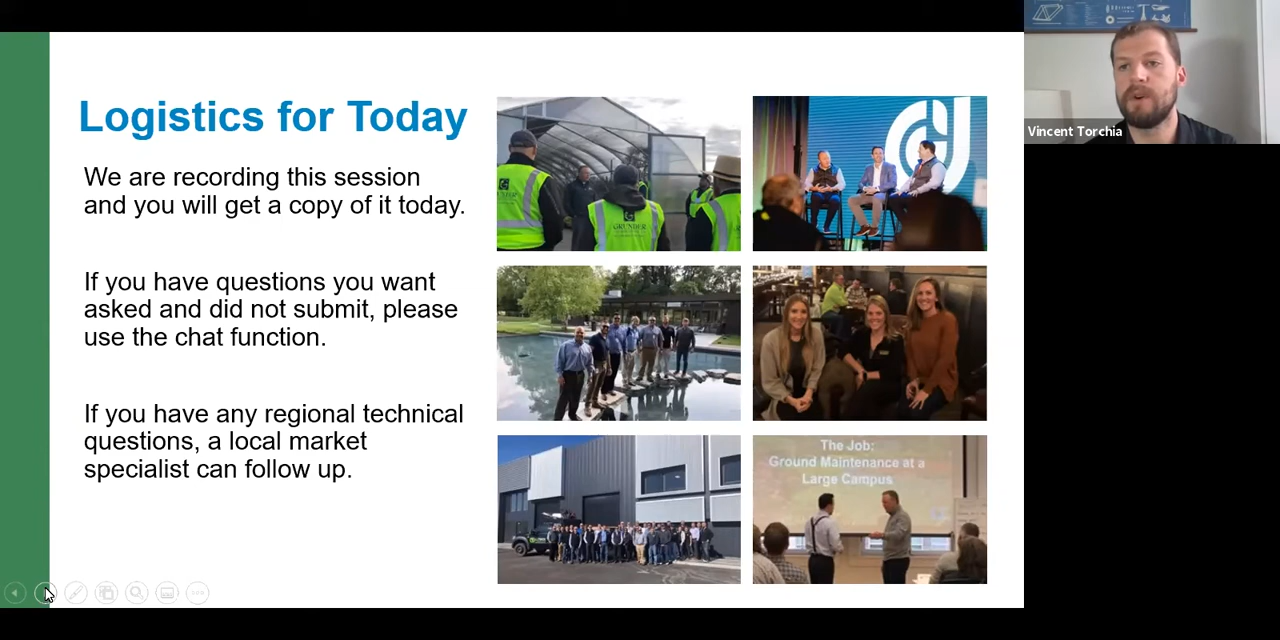 Logistics for Today
We are recording this session
and you will get a copy of it today.
If you have questions you want
asked and did not submit, please
use the chat function.
If you have any regional technical
questions, a local market
specialist can follow up.
GRUNDER
The Job:
Ground Maintenance at a
Large Campus
Vincent Torchia